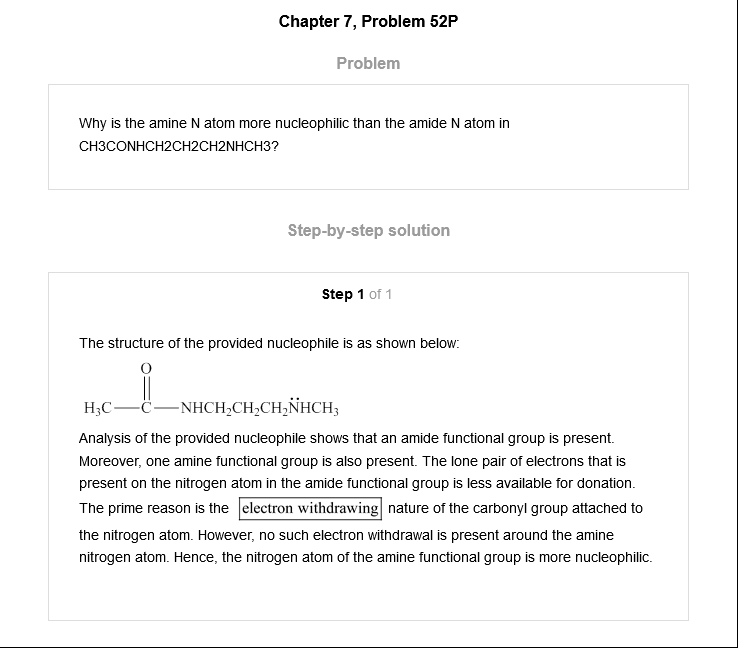 Chapter 7, Problem 52P
Problem
Why is the amine N atom more nucleophilic than the amide N atom in
CH3CONHCH2CH2CH2NHCH3?
Step-by-step solution
Step 1 of 1
The structure of the provided nucleophile is as shown below:
O
H₃C—C—NHCH₂CH₂CH₂N̈HCH₃
Analysis of the provided nucleophile shows that an amide functional group is present.
Moreover, one amine functional group is also present. The lone pair of electrons that is
present on the nitrogen atom in the amide functional group is less available for donation.
The prime reason is the electron withdrawing nature of the carbonyl group attached to
the nitrogen atom. However, no such electron withdrawal is present around the amine
nitrogen atom. Hence, the nitrogen atom of the amine functional group is more nucleophilic.